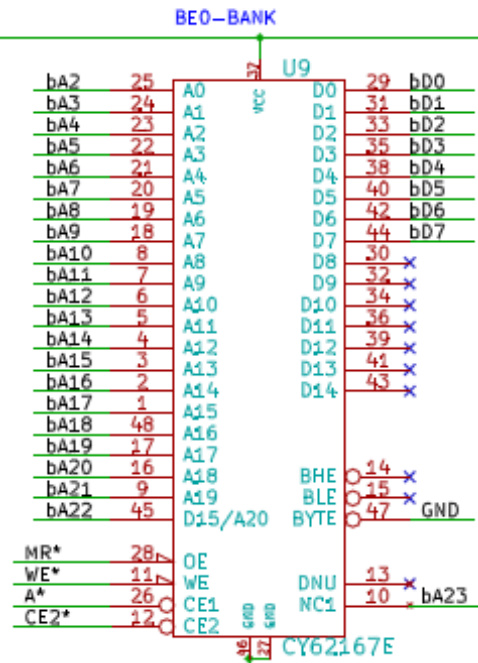 BE0-BANK
37 U9
bA2 25 A0 VCC D0 29 bD0
bA3 24 A1 D1 31 bD1
bA4 23 A2 D2 33 bD2
bA5 22 A3 D3 35 bD3
bA6 21 A4 D4 38 bD4
bA7 20 A5 D5 40 bD5
bA8 19 A6 D6 42 bD6
bA9 18 A7 D7 44 bD7
bA10 8 A8 D8 30
bA11 7 A9 D9 32
bA12 6 A10 D10 34
bA13 5 A11 D11 36
bA14 4 A12 D12 39
bA15 3 A13 D13 41
bA16 2 A14 D14 43
bA17 1 A15
bA18 48 A16
bA19 17 A17
bA20 16 A18 BHE 14
bA21 9 A19 BLE 15
bA22 45 D15/A20 BYTE 47 GND
MR* 28 OE
WE* 11 WE DNU 13
A* 26 CE1 GND GND NC1 10 bA23
CE2* 12 CE2
46 27 CY62167E